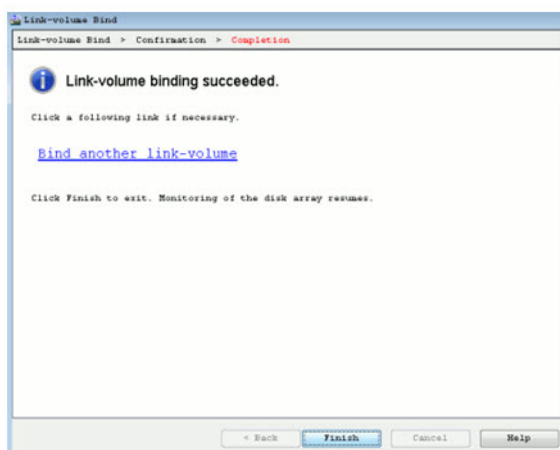 Link-volume Bind
Link-volume Bind > Confirmation > Completion
Link-volume binding succeeded.
Click a following link if necessary.
Bind another link-volume
Click Finish to exit. Monitoring of the disk array resumes.
< Back Finish Cancel Help